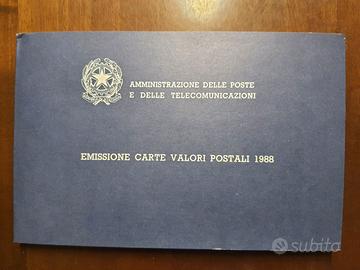 AMMINISTRAZIONE DELLE POSTE
E DELLE TELECOMUNICAZIONI
EMISSIONE CARTE VALORI POSTALI 1988
subito